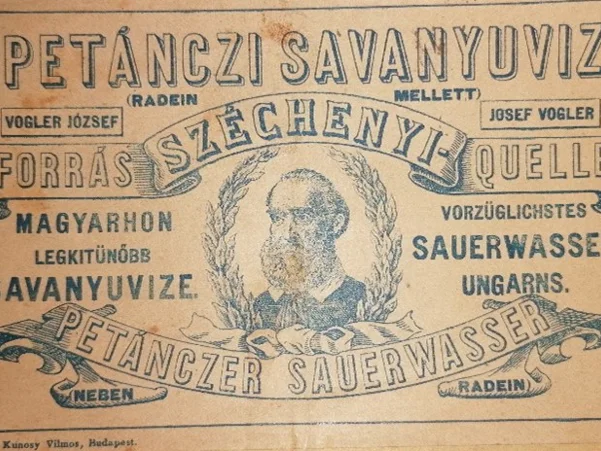 PETÁNCZI SAVANYUVIZ
(RADEIN MELLETT)
VOGLER JÓZSEF
JOSEF VOGLER
FORRÁS SZÉCHENYI- QUELLE
MAGYARHON
LEGKITÜNŐBB
SAVANYUVIZE.
VORZÜGLICHSTES
SAUERWASSE
UNGARNS.
PETÁNCZER SAUERWASSER
NEBEN RADEIN
Kunosy Vilmos, Budapest.